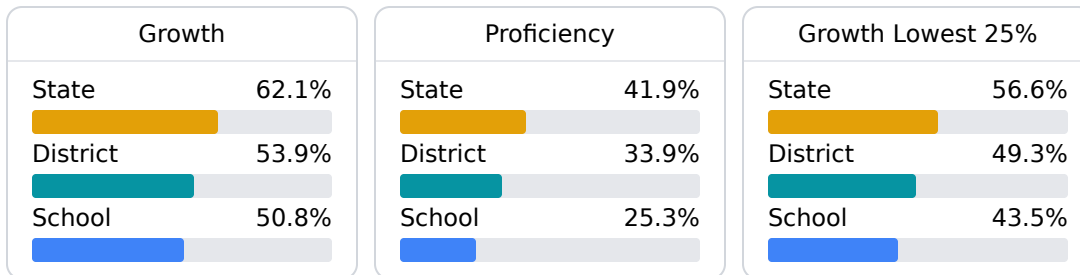 Growth
State 62.1%
District 53.9%
School 50.8%
Proficiency
State 41.9%
District 33.9%
School 25.3%
Growth Lowest 25%
State 56.6%
District 49.3%
School 43.5%